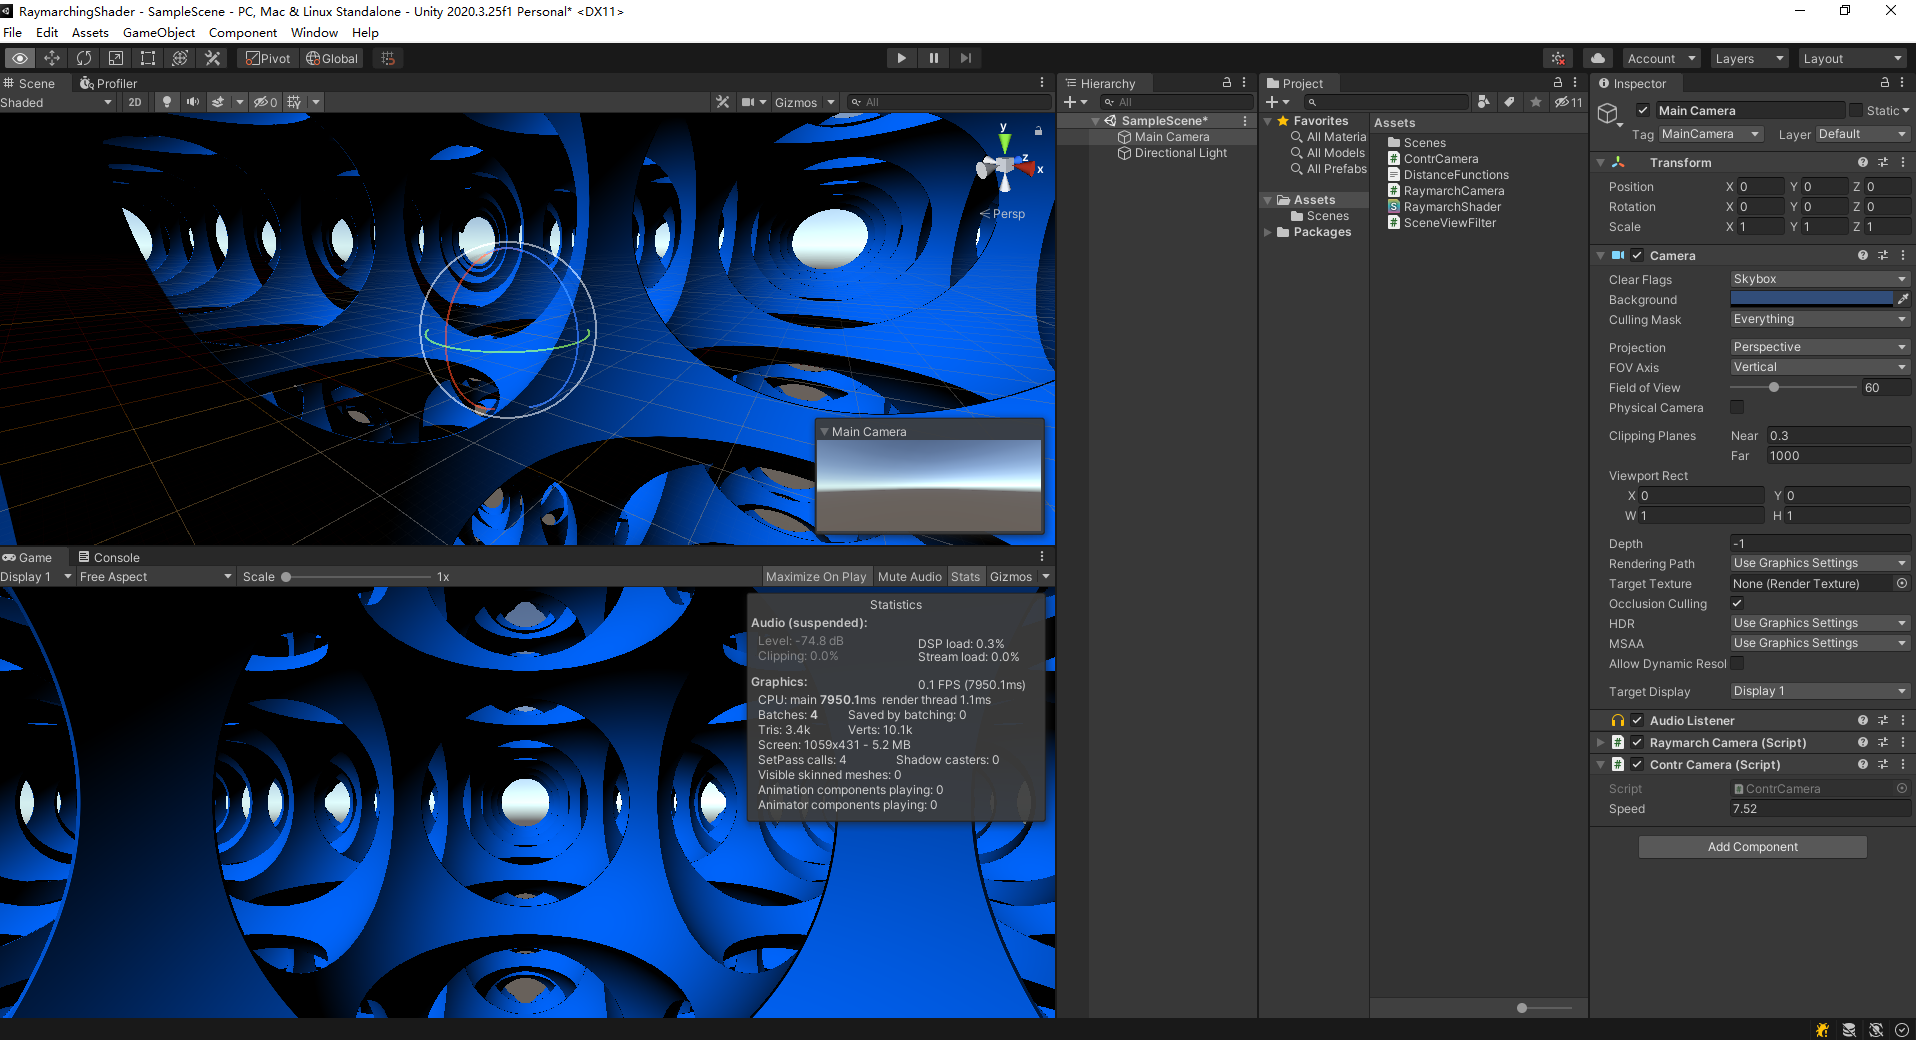 RaymarchingShader - SampleScene - PC, Mac & Linux Standalone - Unity 2020.3.25f1 Personal* <DX11>
File Edit Assets GameObject Component Window Help
Pivot Global Account Layers Layout
Scene Profiler
Shaded 2D 0 Gizmos All
y
z
x
Persp
Main Camera
Game Console
Display 1 Free Aspect Scale 1x Maximize On Play Mute Audio Stats Gizmos
Statistics
Audio (suspended):
Level: -74.8 dB DSP load: 0.3%
Clipping: 0.0% Stream load: 0.0%
Graphics: 0.1 FPS (7950.1ms)
CPU: main 7950.1ms render thread 1.1ms
Batches: 4 Saved by batching: 0
Tris: 3.4k Verts: 10.1k
Screen: 1059x431 - 5.2 MB
SetPass calls: 4 Shadow casters: 0
Visible skinned meshes: 0
Animation components playing: 0
Animator components playing: 0
Hierarchy
All
SampleScene*
Main Camera
Directional Light
Project
11
Favorites
All Materia
All Models
All Prefabs
Assets
Scenes
Packages
Assets
Scenes
ContrCamera
DistanceFunctions
RaymarchCamera
RaymarchShader
SceneViewFilter
Inspector
Main Camera Static
Tag MainCamera Layer Default
Transform
Position X 0 Y 0 Z 0
Rotation X 0 Y 0 Z 0
Scale X 1 Y 1 Z 1
Camera
Clear Flags Skybox
Background
Culling Mask Everything
Projection Perspective
FOV Axis Vertical
Field of View 60
Physical Camera
Clipping Planes Near 0.3
Far 1000
Viewport Rect
X 0 Y 0
W 1 H 1
Depth -1
Rendering Path Use Graphics Settings
Target Texture None (Render Texture)
Occlusion Culling
HDR Use Graphics Settings
MSAA Use Graphics Settings
Allow Dynamic Resol
Target Display Display 1
Audio Listener
Raymarch Camera (Script)
Contr Camera (Script)
Script ContrCamera
Speed 7.52
Add Component